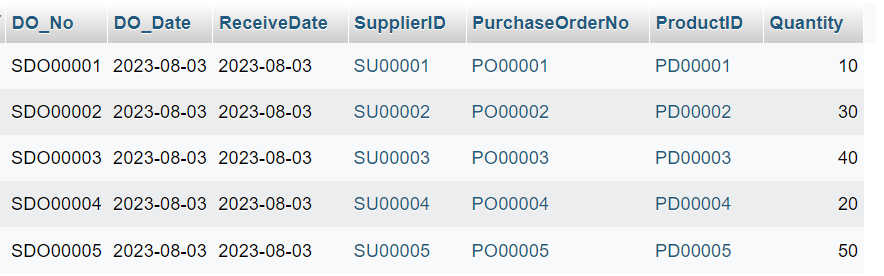 DO_No DO_Date ReceiveDate SupplierID PurchaseOrderNo ProductID Quantity
SDO00001 2023-08-03 2023-08-03 SU00001 PO00001 PD00001 10
SDO00002 2023-08-03 2023-08-03 SU00002 PO00002 PD00002 30
SDO00003 2023-08-03 2023-08-03 SU00003 PO00003 PD00003 40
SDO00004 2023-08-03 2023-08-03 SU00004 PO00004 PD00004 20
SDO00005 2023-08-03 2023-08-03 SU00005 PO00005 PD00005 50